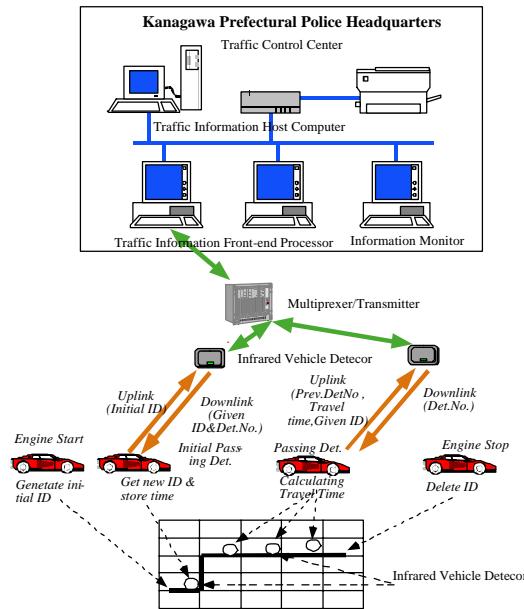 Kanagawa Prefectural Police Headquarters
Traffic Control Center
Traffic Information Host Computer
Traffic Information Front-end Processor
Information Monitor
Multiprexer/Transmitter
Infrared Vehicle Detecor
Uplink
(Initial ID)
Downlink
(Given
ID&Det.No.)
Uplink
(Prev.DetNo ,
Travel
time,Given ID)
Downlink
(Det.No.)
Engine Start
Initial Pass-
ing Det.
Passing Det.
Engine Stop
Genetate ini-
tial ID
Get new ID &
store time
Calculating
Travel Time
Delete ID
Infrared Vehicle Detecor